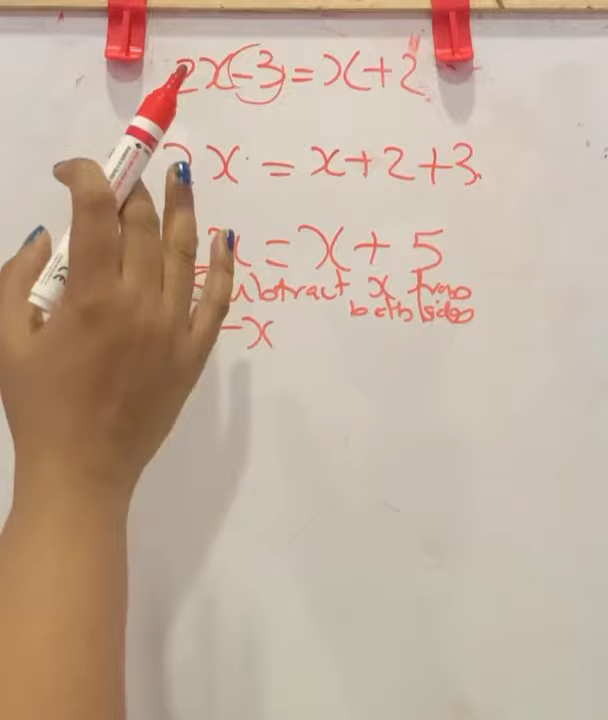 2x-3=x+2
2x = x+2+3
2x = x+5
Subtract x from
both sides
-x